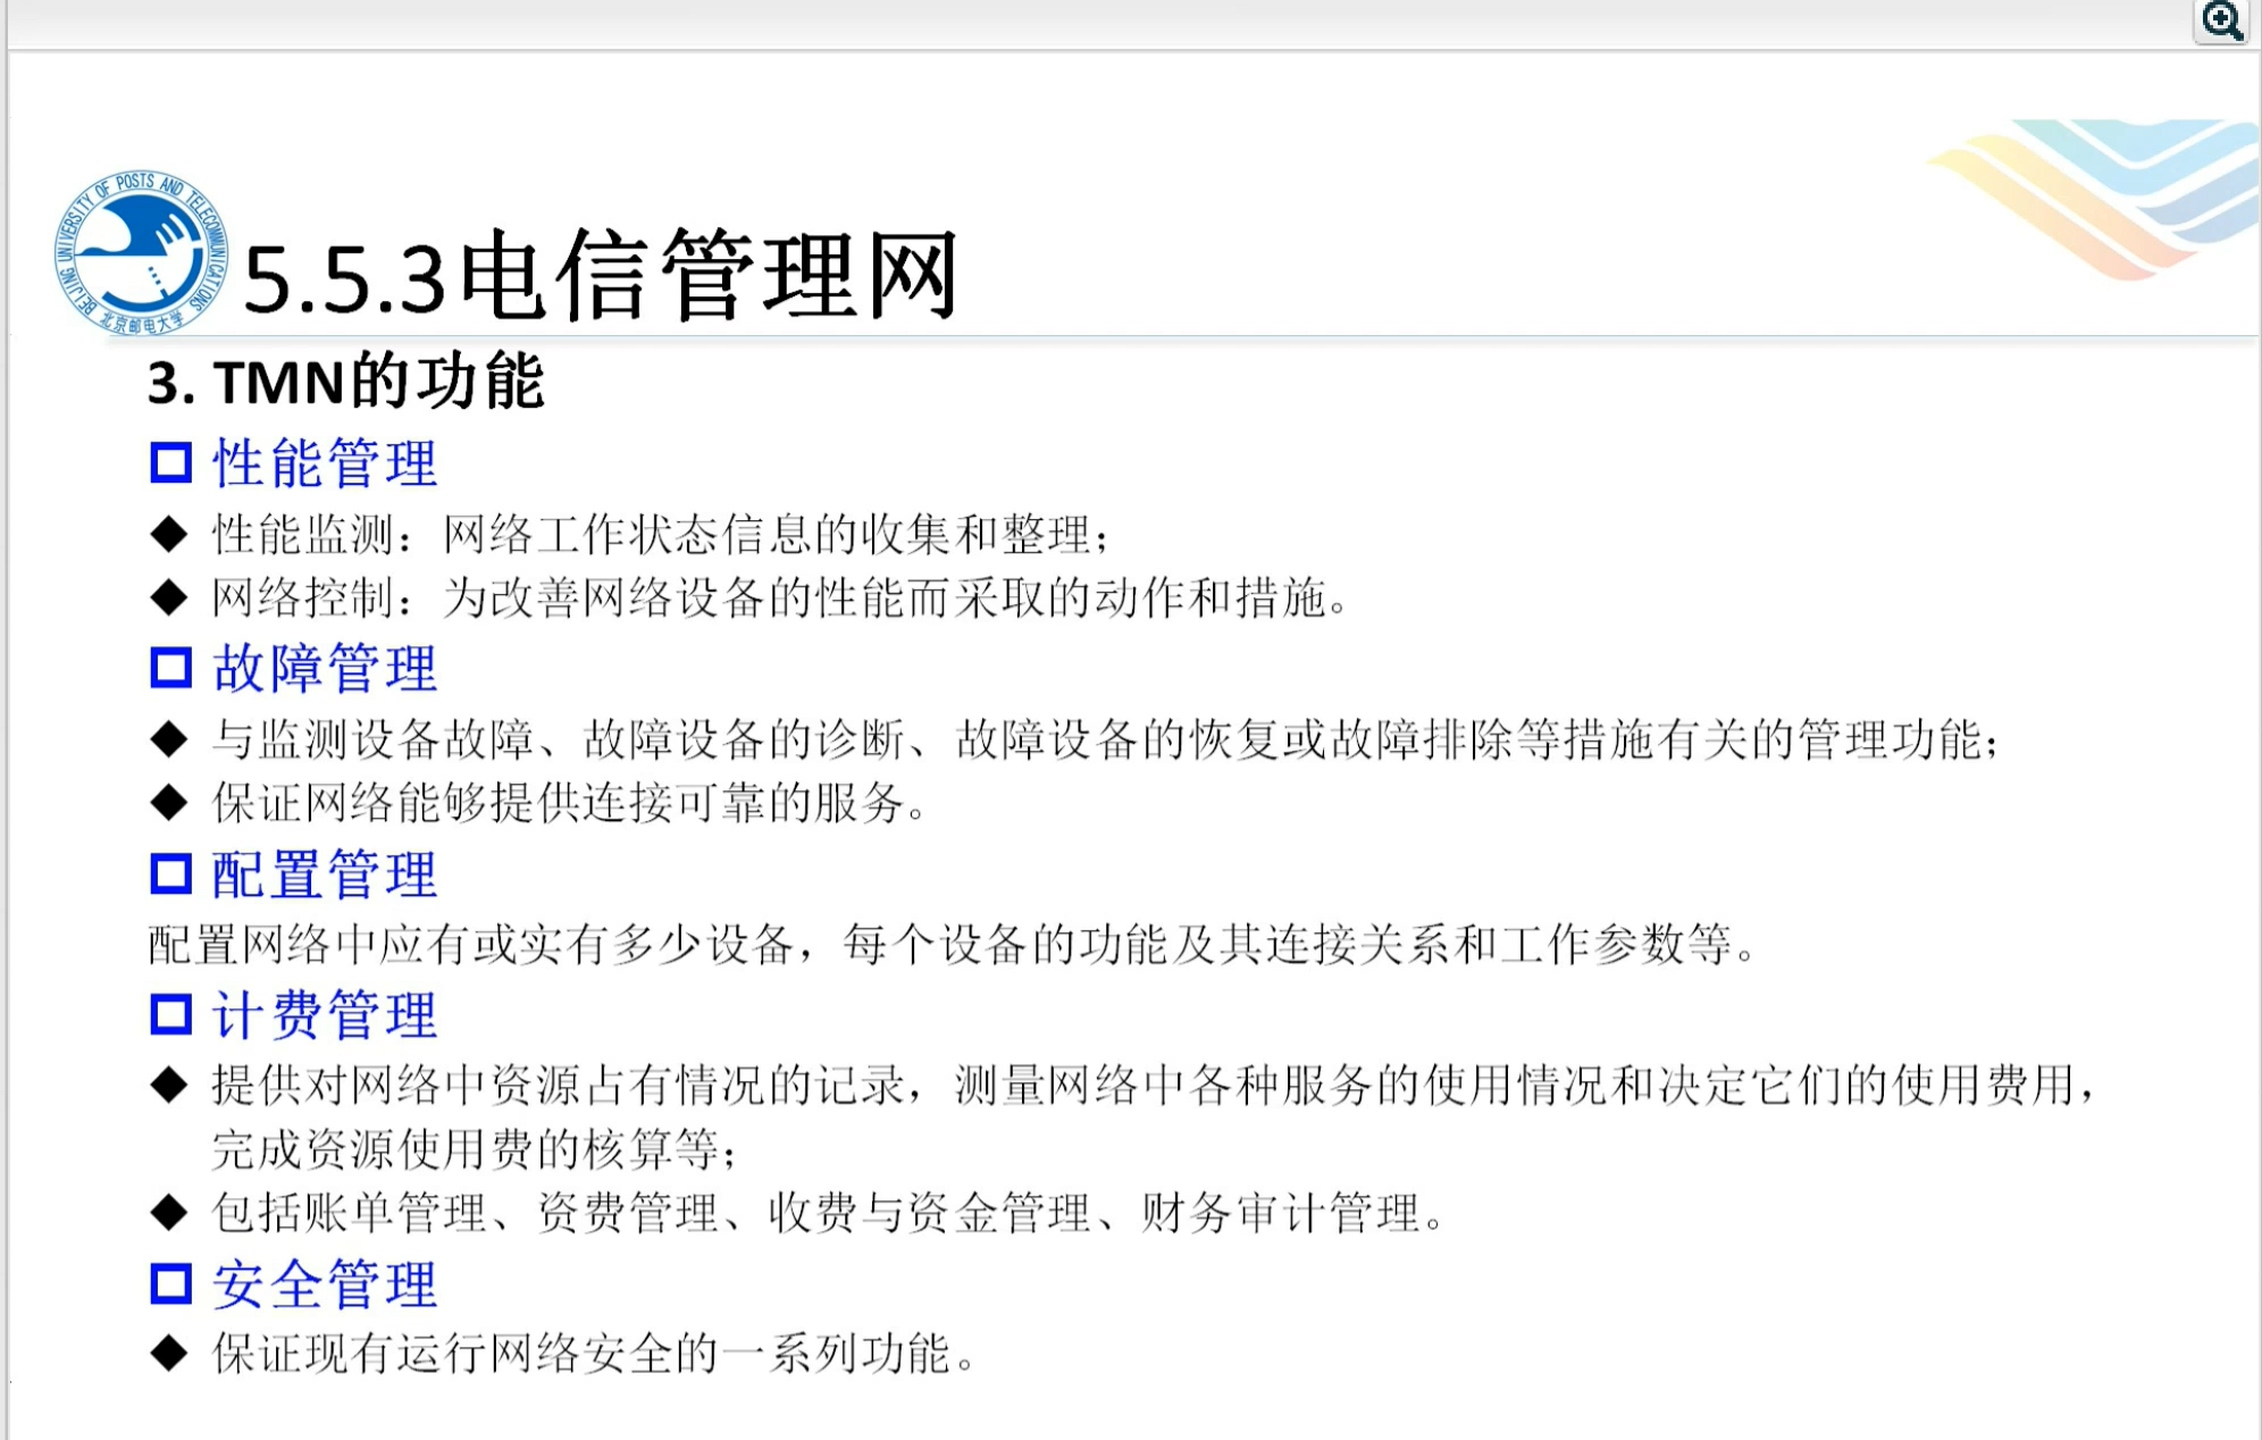 BEIJING UNIVERSITY OF POSTS AND TELECOMMUNICATIONS
北京邮电大学
5.5.3电信管理网
3. TMN的功能
性能管理
性能监测：网络工作状态信息的收集和整理；
网络控制：为改善网络设备的性能而采取的动作和措施。
故障管理
与监测设备故障、故障设备的诊断、故障设备的恢复或故障排除等措施有关的管理功能；
保证网络能够提供连接可靠的服务。
配置管理
配置网络中应有或实有多少设备，每个设备的功能及其连接关系和工作参数等。
计费管理
提供对网络中资源占有情况的记录，测量网络中各种服务的使用情况和决定它们的使用费用，
完成资源使用费的核算等；
包括账单管理、资费管理、收费与资金管理、财务审计管理。
安全管理
保证现有运行网络安全的一系列功能。